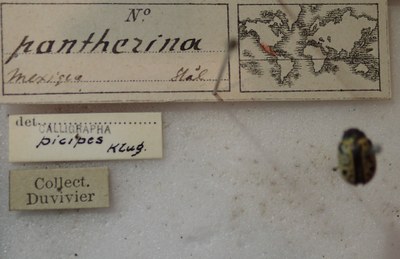 Nº
pantherina
Mexico Stål
det.
CALLIGRAPHA
picipes Klug.
Collect.
Duvivier